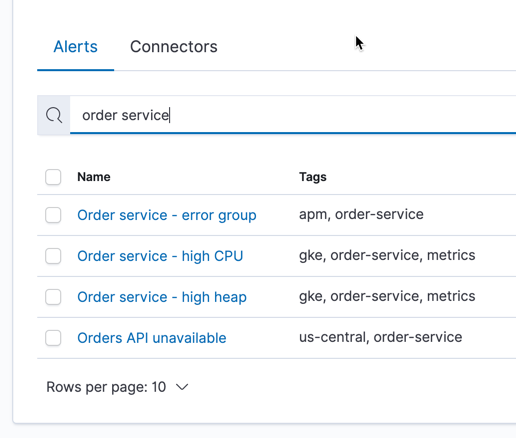 Alerts Connectors
order service
Name Tags
Order service - error group apm, order-service
Order service - high CPU gke, order-service, metrics
Order service - high heap gke, order-service, metrics
Orders API unavailable us-central, order-service
Rows per page: 10